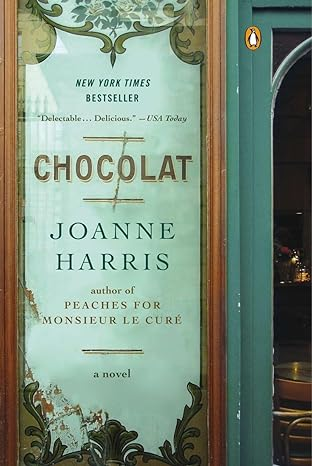 NEW YORK TIMES
BESTSELLER
"Delectable... Delicious." —USA Today
CHOCOLAT
JOANNE
HARRIS
author of
PEACHES FOR
MONSIEUR LE CURÉ
a novel